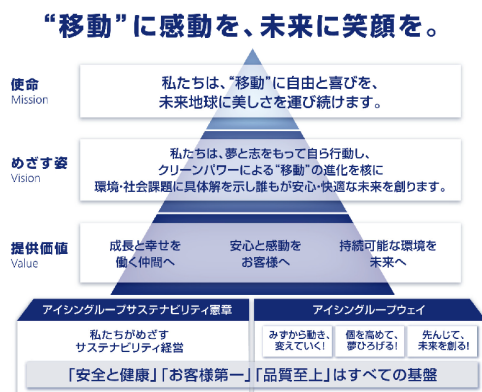 “移動”に感動を、未来に笑顔を。
使命
Mission
私たちは、“移動”に自由と喜びを、
未来地球に美しさを運び続けます。
めざす姿
Vision
私たちは、夢と志をもって自ら行動し、
クリーンパワーによる“移動”の進化を核に
環境・社会課題に具体解を示し誰もが安心・快適な未来を創ります。
提供価値
Value
成長と幸せを
働く仲間へ
安心と感動を
お客様へ
持続可能な環境を
未来へ
アイシングループサステナビリティ憲章
私たちがめざす
サステナビリティ経営
アイシングループウェイ
みずから動き、
変えていく!
個を高めて、
夢ひろげる!
先んじて、
未来を創る!
「安全と健康」「お客様第一」「品質至上」はすべての基盤